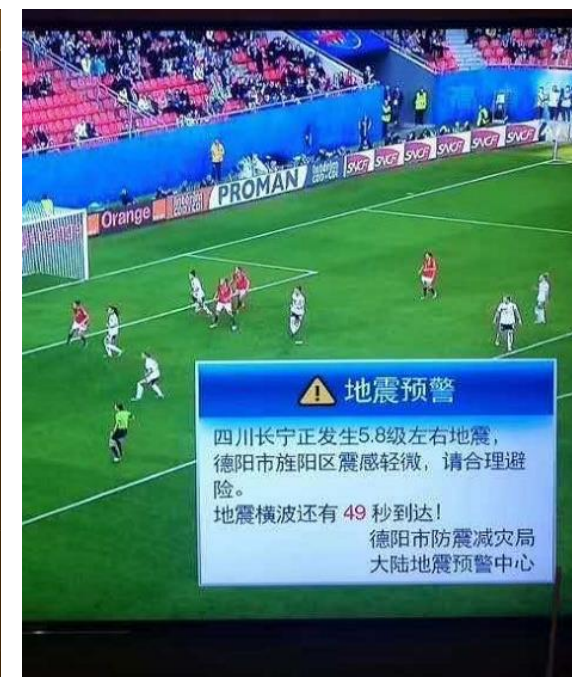 SNCF SNCF SNCF SNCF SNCF SNCF
PROMAN
Orange
地震预警
四川长宁正发生5.8级左右地震，
德阳市旌阳区震感轻微，请合理避
险。
地震横波还有 49 秒到达！
德阳市防震减灾局
大陆地震预警中心